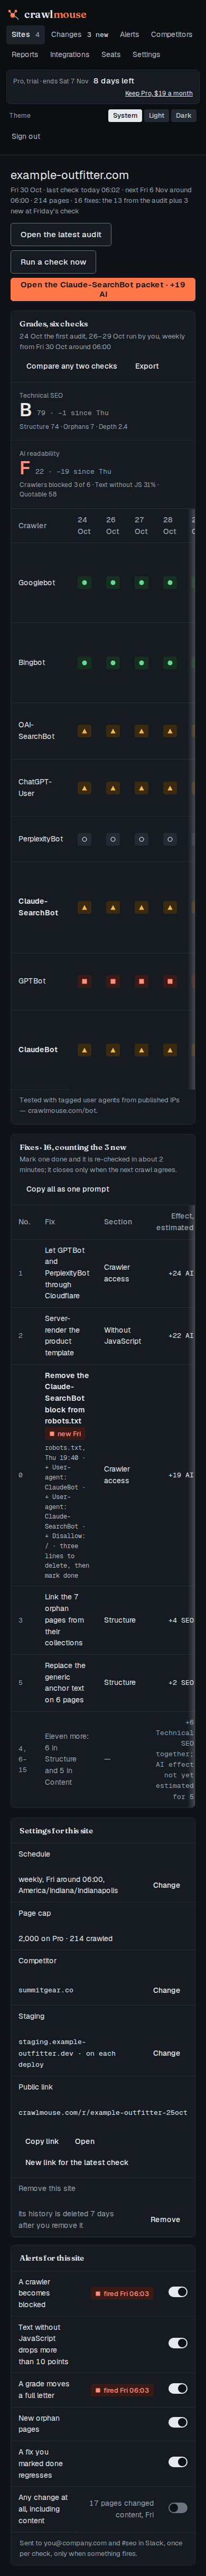 crawlmouse
Sites 4 Changes 3 new Alerts Competitors
Reports Integrations Seats Settings
Pro, trial · ends Sat 7 Nov 8 days left
Keep Pro, $19 a month
Theme System Light Dark
Sign out
example-outfitter.com
Fri 30 Oct · last check today 06:02 · next Fri 6 Nov around
06:00 · 214 pages · 16 fixes: the 13 from the audit plus 3
new at Friday's check
Open the latest audit
Run a check now
Open the Claude-SearchBot packet · +19
AI
Grades, six checks
24 Oct the first audit, 26–29 Oct run by you, weekly
from Fri 30 Oct around 06:00
Compare any two checks Export
Technical SEO
B 79 · −1 since Thu
Structure 74 · Orphans 7 · Depth 2.4
AI readability
F 22 · −19 since Thu
Crawlers blocked 3 of 6 · Text without JS 31% ·
Quotable 58
Crawler 24 Oct 26 Oct 27 Oct 28 Oct
Googlebot
Bingbot
OAI-
SearchBot
ChatGPT-
User
PerplexityBot
Claude-
SearchBot
GPTBot
ClaudeBot
Tested with tagged user agents from published IPs
— crawlmouse.com/bot.
Fixes · 16, counting the 3 new
Mark one done and it is re-checked in about 2
minutes; it closes only when the next crawl agrees.
Copy all as one prompt
No. Fix Section Effect,
estimated
1 Let GPTBot
and
PerplexityBot
through
Cloudflare
Crawler
access
+24 AI
2 Server-
render the
product
template
Without
JavaScript
+22 AI
0 Remove the
Claude-
SearchBot
block from
robots.txt
new Fri
robots.txt,
Thu 19:40 ·
+ User-
agent:
ClaudeBot ·
+ User-
agent:
Claude-
SearchBot ·
+ Disallow:
/ · three
lines to
delete, then
mark done
Crawler
access
+19 AI
3 Link the 7
orphan
pages from
their
collections
Structure
+4 SEO
5 Replace the
generic
anchor text
on 6 pages
Structure
+2 SEO
4,
6–
15
Eleven more:
6 in
Structure
and 5 in
Content
—
+6
Technical
SEO
together;
AI effect
not yet
estimated
for 5
Settings for this site
Schedule
weekly, Fri around 06:00,
America/Indiana/Indianapolis
Change
Page cap
2,000 on Pro · 214 crawled
Competitor
summitgear.co Change
Staging
staging.example-
outfitter.dev · on each
deploy
Change
Public link
crawlmouse.com/r/example-outfitter-25oct
Copy link Open
New link for the latest check
Remove this site
Its history is deleted 7 days
after you remove it
Remove
Alerts for this site
A crawler
becomes
blocked
fired Fri 06:03
Text without
JavaScript
drops more
than 10 points
A grade moves
a full letter
fired Fri 06:03
New orphan
pages
A fix you
marked done
regresses
Any change at
all, including
content
17 pages changed
content, Fri
Sent to you@company.com and #seo in Slack, once
per check, only when something fires.